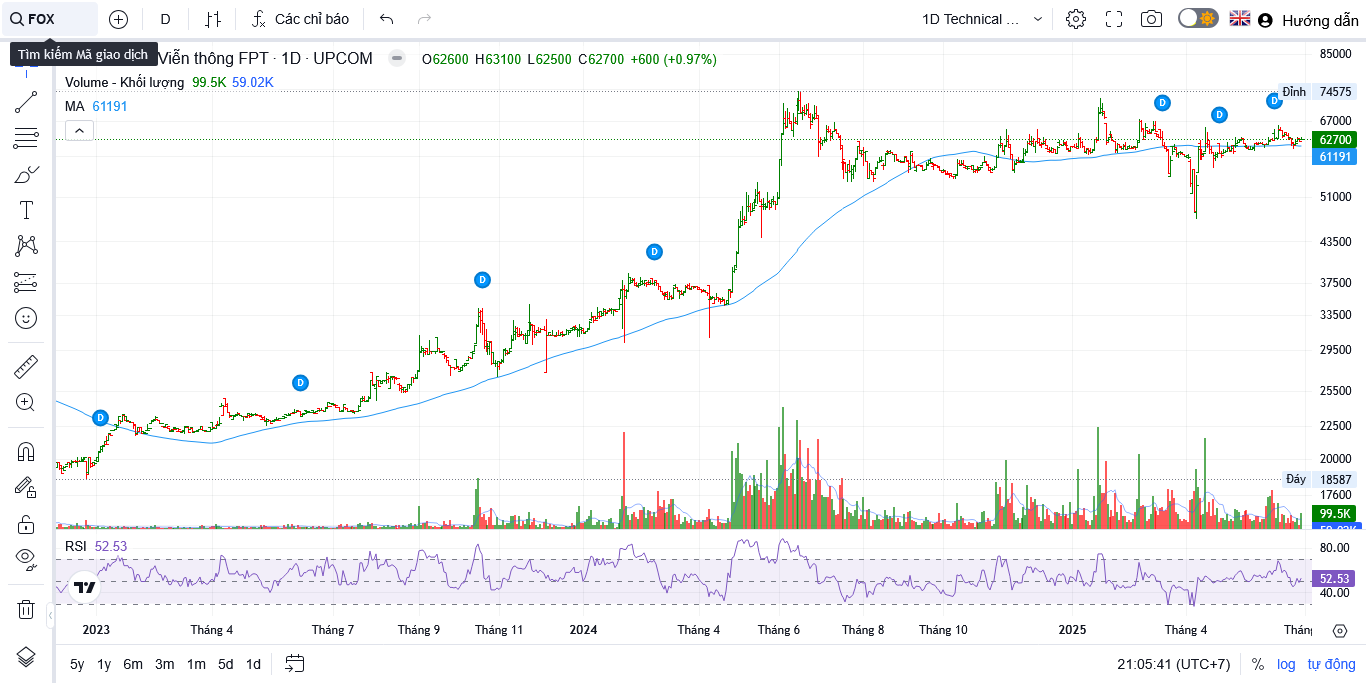 FOX
D
Các chỉ báo
1D Technical ...
Hướng dẫn
Tìm kiếm Mã giao dịch
Viễn thông FPT · 1D · UPCOM
O62600 H63100 L62500 C62700 +600 (+0.97%)
Volume - Khối lượng 99.5K 59.02K
MA 61191
85000
Đỉnh 74575
67000
62700
61191
51000
43500
37500
33500
29500
25500
22500
20000
Đáy 18587
17600
99.5K
59.02K
D
D
D
D
D
D
D
RSI 52.53
80.00
52.53
40.00
2023 Tháng 4 Tháng 7 Tháng 9 Tháng 11 2024 Tháng 4 Tháng 6 Tháng 8 Tháng 10 2025 Tháng 4 Tháng
5y 1y 6m 3m 1m 5d 1d
21:05:41 (UTC+7) % log tự động